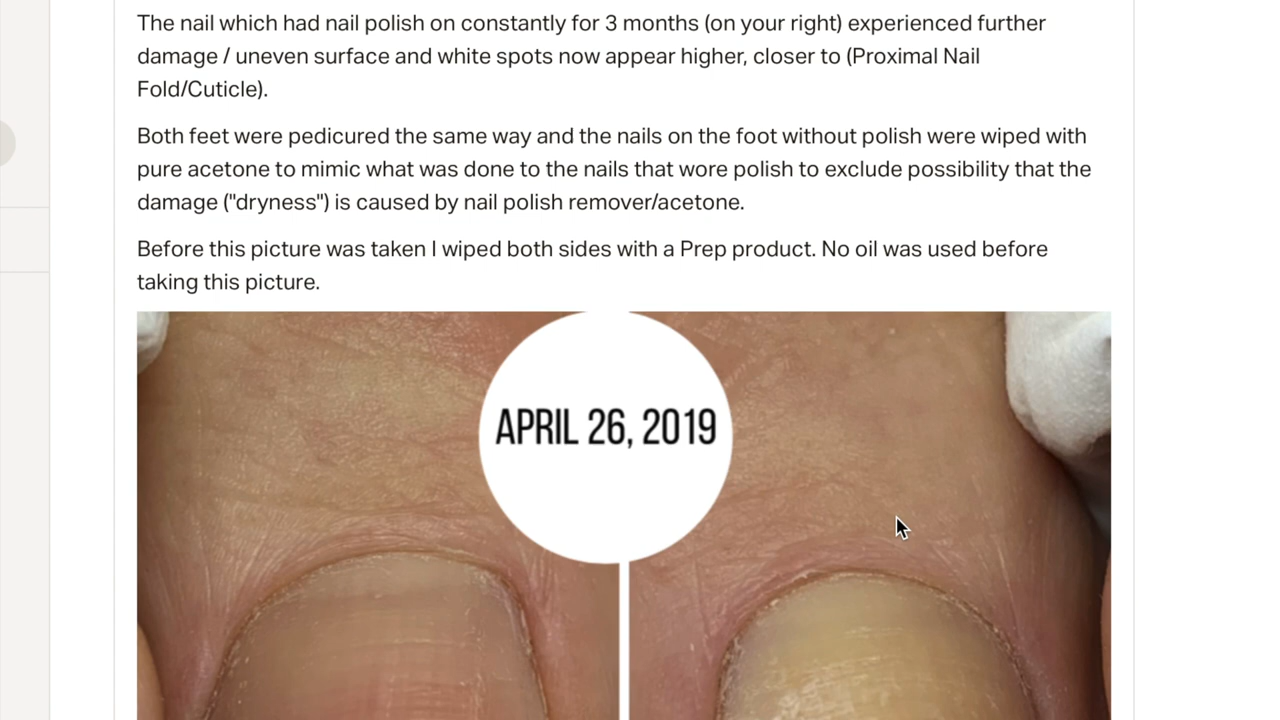 The nail which had nail polish on constantly for 3 months (on your right) experienced further
damage / uneven surface and white spots now appear higher, closer to (Proximal Nail
Fold/Cuticle).
Both feet were pedicured the same way and the nails on the foot without polish were wiped with
pure acetone to mimic what was done to the nails that wore polish to exclude possibility that the
damage ("dryness") is caused by nail polish remover/acetone.
Before this picture was taken I wiped both sides with a Prep product. No oil was used before
taking this picture.
APRIL 26, 2019